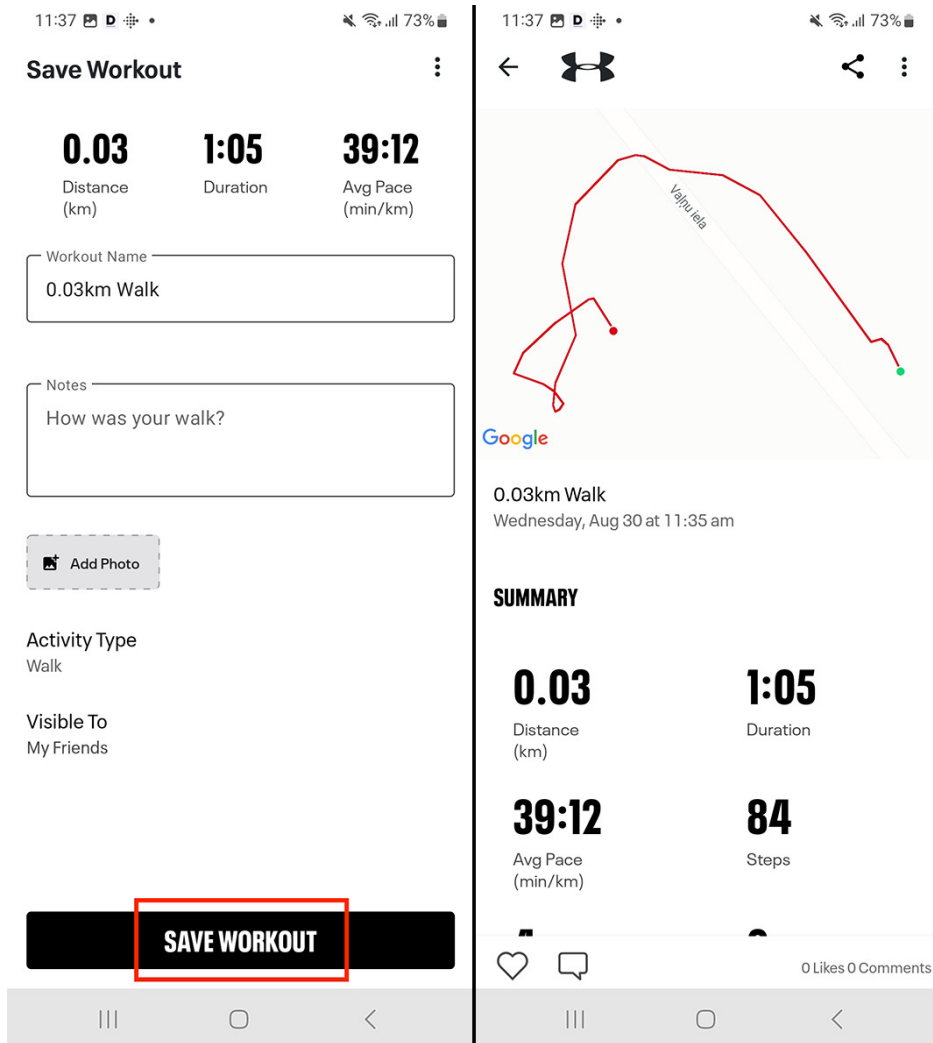 11:37 D
73%
Save Workout
0.03 1:05 39:12
Distance Duration Avg Pace
(km) (min/km)
Workout Name
0.03km Walk
Notes
How was your walk?
Add Photo
Activity Type
Walk
Visible To
My Friends
SAVE WORKOUT
11:37 D
73%
Vaļņu iela
Google
0.03km Walk
Wednesday, Aug 30 at 11:35 am
SUMMARY
0.03 1:05
Distance Duration
(km)
39:12 84
Avg Pace Steps
(min/km)
0 Likes 0 Comments